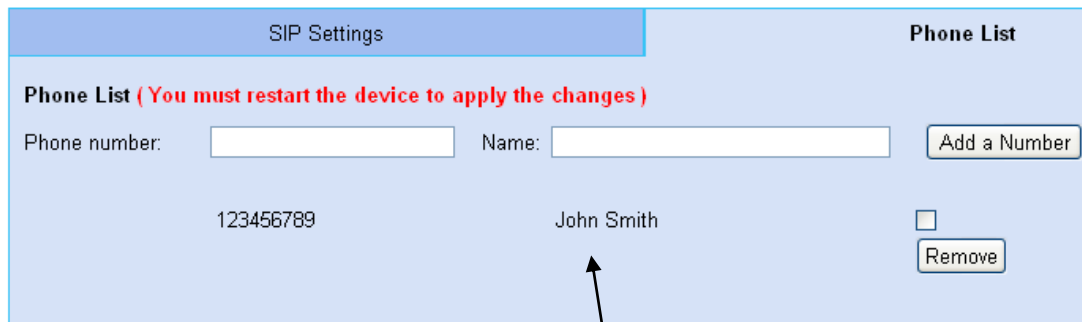 SIP Settings Phone List
Phone List ( You must restart the device to apply the changes )
Phone number: Name: Add a Number
123456789 John Smith
Remove